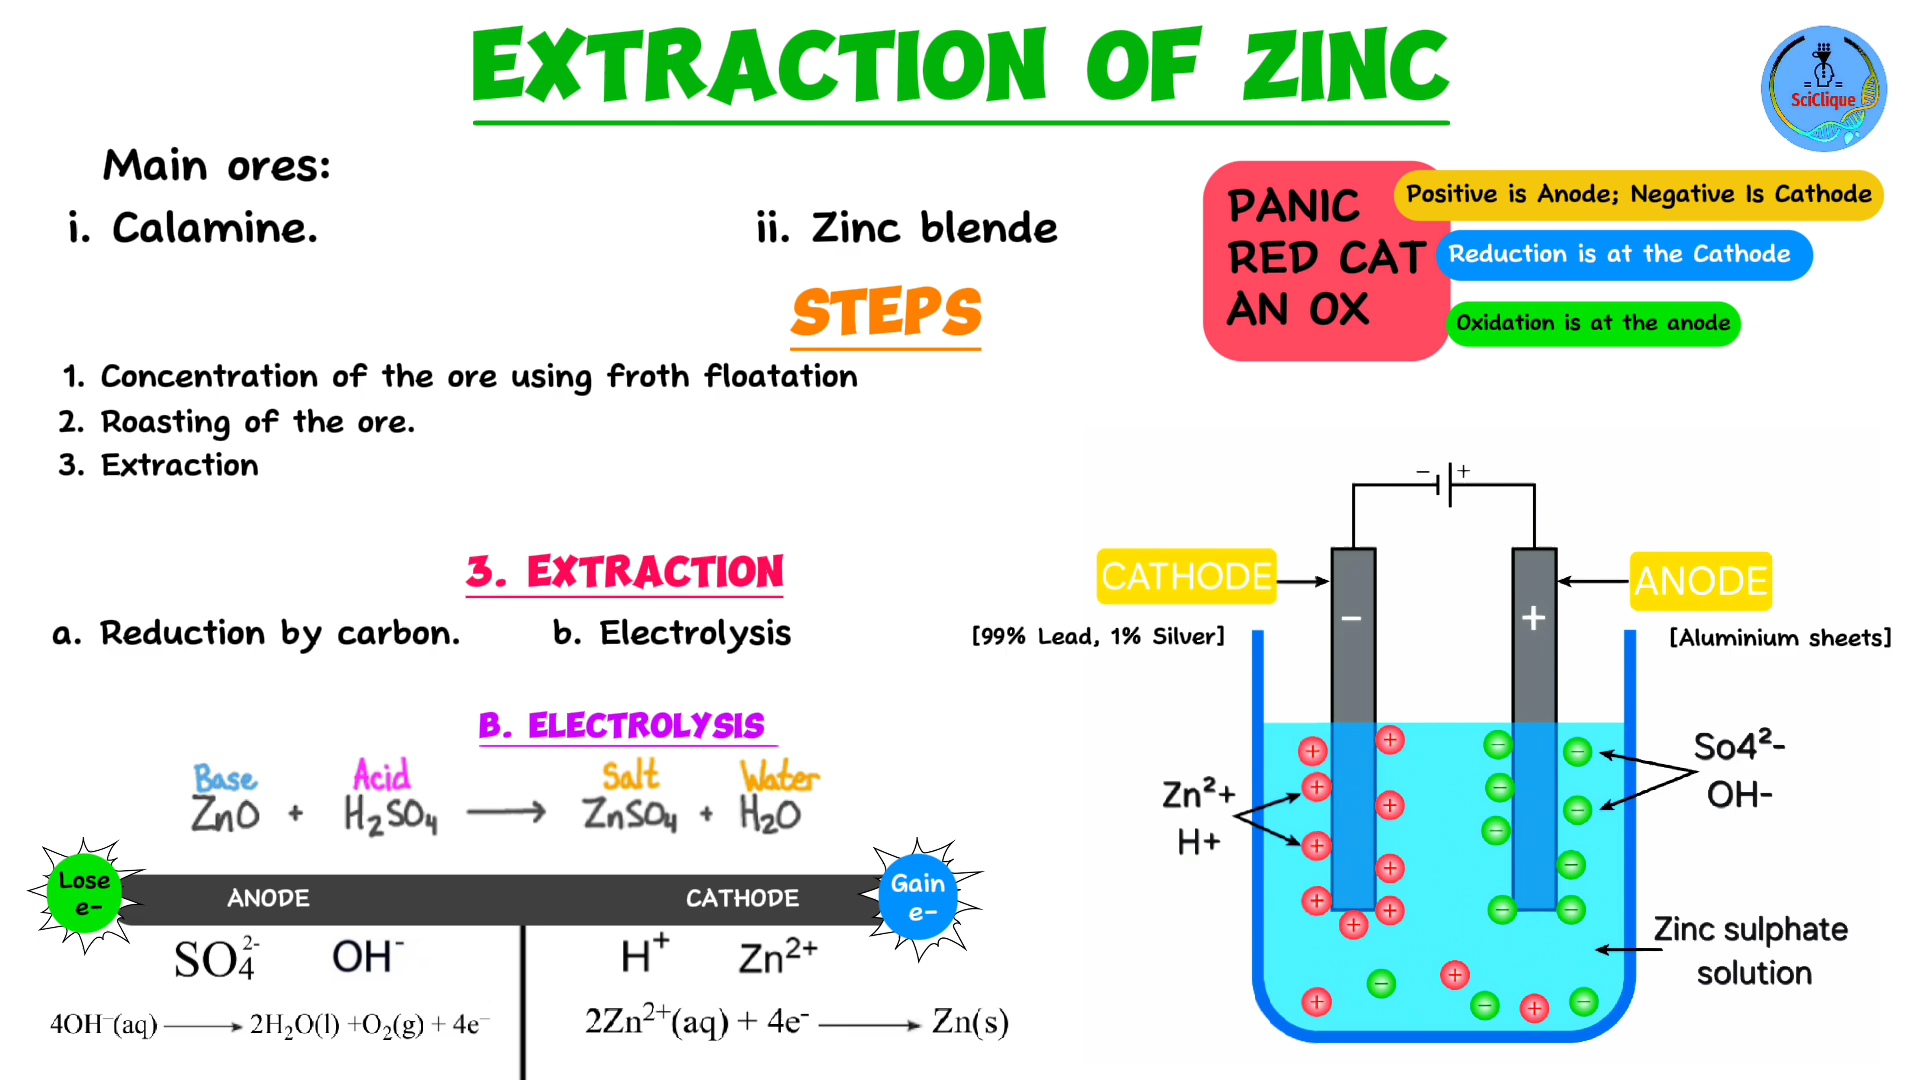 EXTRACTION OF ZINC
SciClique
Main ores:
i. Calamine.
ii. Zinc blende
PANIC
RED CAT
AN OX
Positive is Anode; Negative Is Cathode
Reduction is at the Cathode
Oxidation is at the anode
STEPS
1. Concentration of the ore using froth floatation
2. Roasting of the ore.
3. Extraction
3. EXTRACTION
a. Reduction by carbon.
b. Electrolysis
B. ELECTROLYSIS
Base Acid Salt Water
ZnO + H₂SO₄ ⟶ ZnSO₄ + H₂O
Lose
e-
ANODE
CATHODE
Gain
e-
SO₄²⁻ OH⁻
H⁺ Zn²⁺
4OH⁻(aq) ⟶ 2H₂O(l) +O₂(g) + 4e⁻
2Zn²⁺(aq) + 4e⁻ ⟶ Zn(s)
− +
CATHODE
ANODE
− +
[99% Lead, 1% Silver]
[Aluminium sheets]
Zn²+
H+
So4²-
OH-
Zinc sulphate
solution